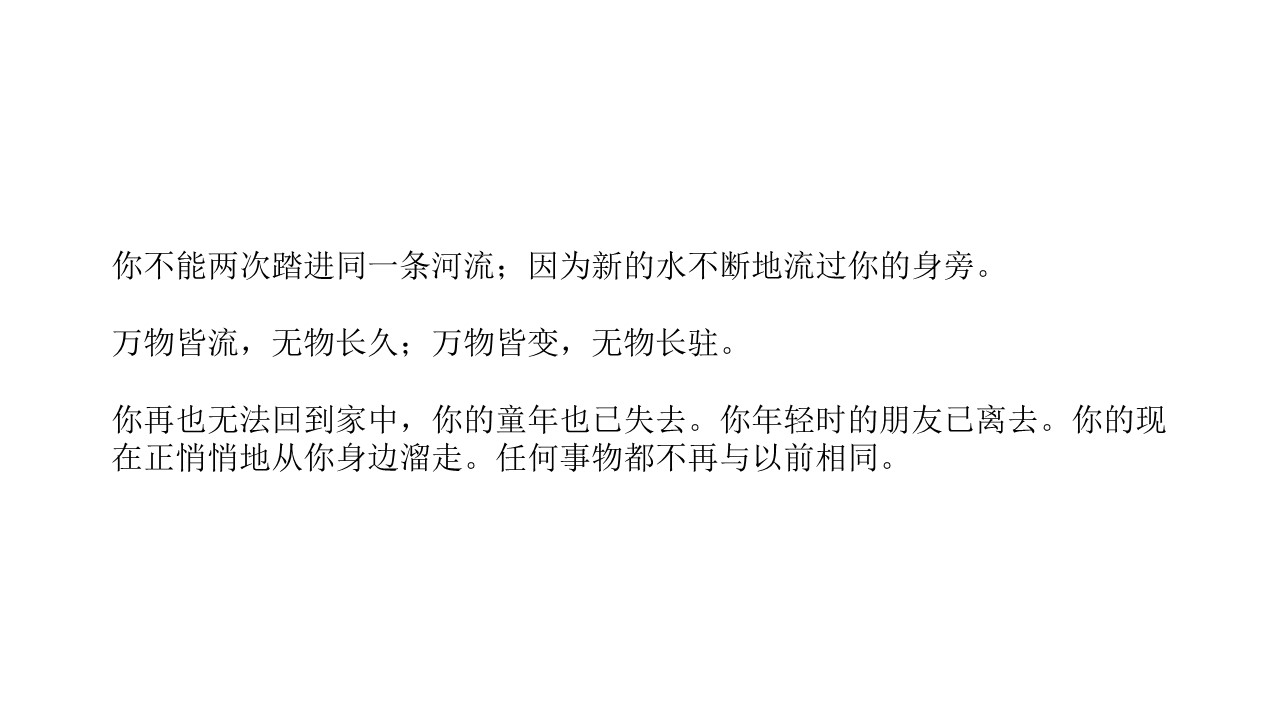 你不能两次踏进同一条河流；因为新的水不断地流过你的身旁。
万物皆流，无物长久；万物皆变，无物长驻。
你再也无法回到家中，你的童年也已失去。你年轻时的朋友已离去。你的现
在正悄悄地从你身边溜走。任何事物都不再与以前相同。